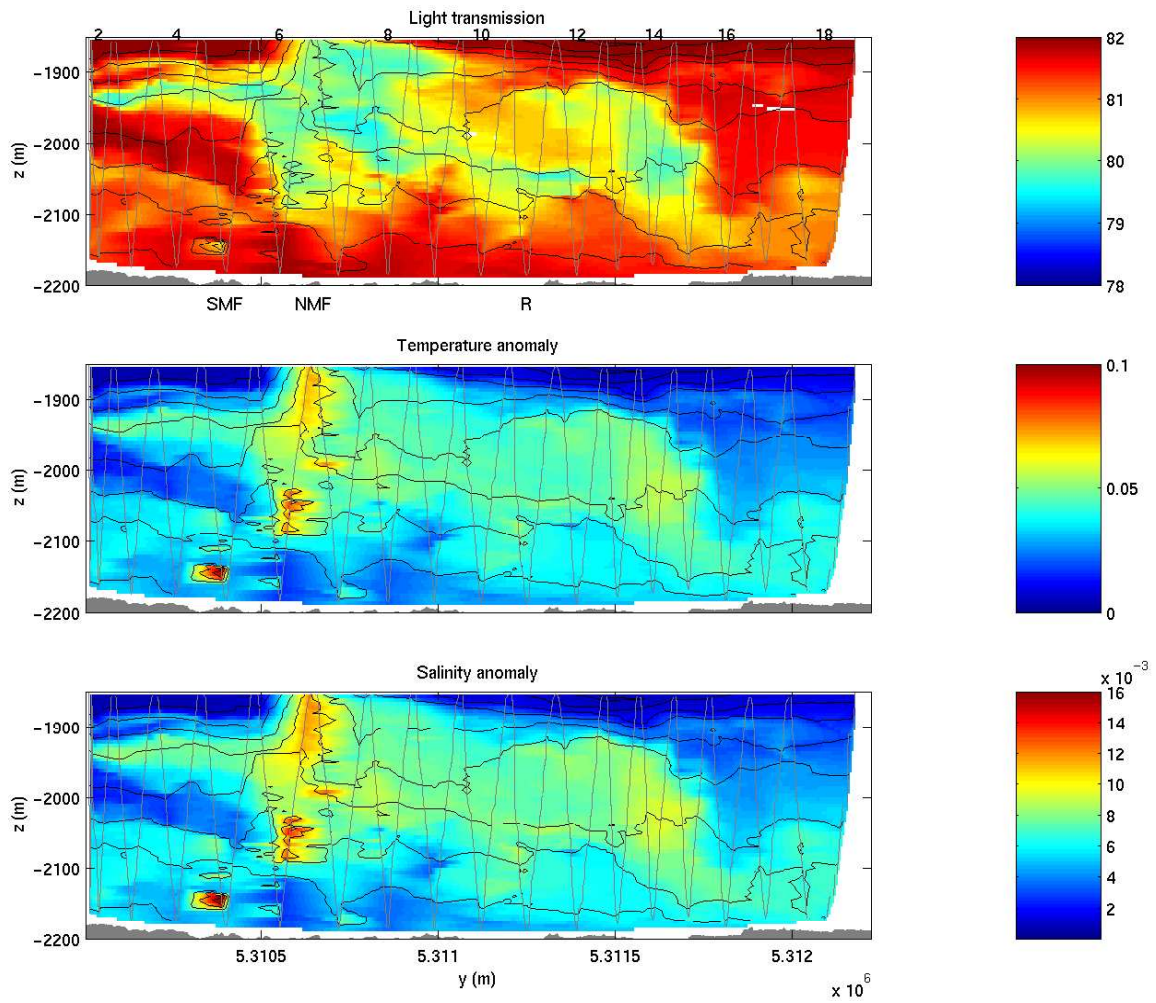 Light transmission
2 4 6 8 10 12 14 16 18
z (m)
−1900
−2000
−2100
−2200
SMF NMF R
82
81
80
79
78
Temperature anomaly
z (m)
−1900
−2000
−2100
−2200
0.1
0.05
0
Salinity anomaly
z (m)
−1900
−2000
−2100
−2200
5.3105 5.311 5.3115 5.312
y (m)
x 10^6
x 10^-3
16
14
12
10
8
6
4
2